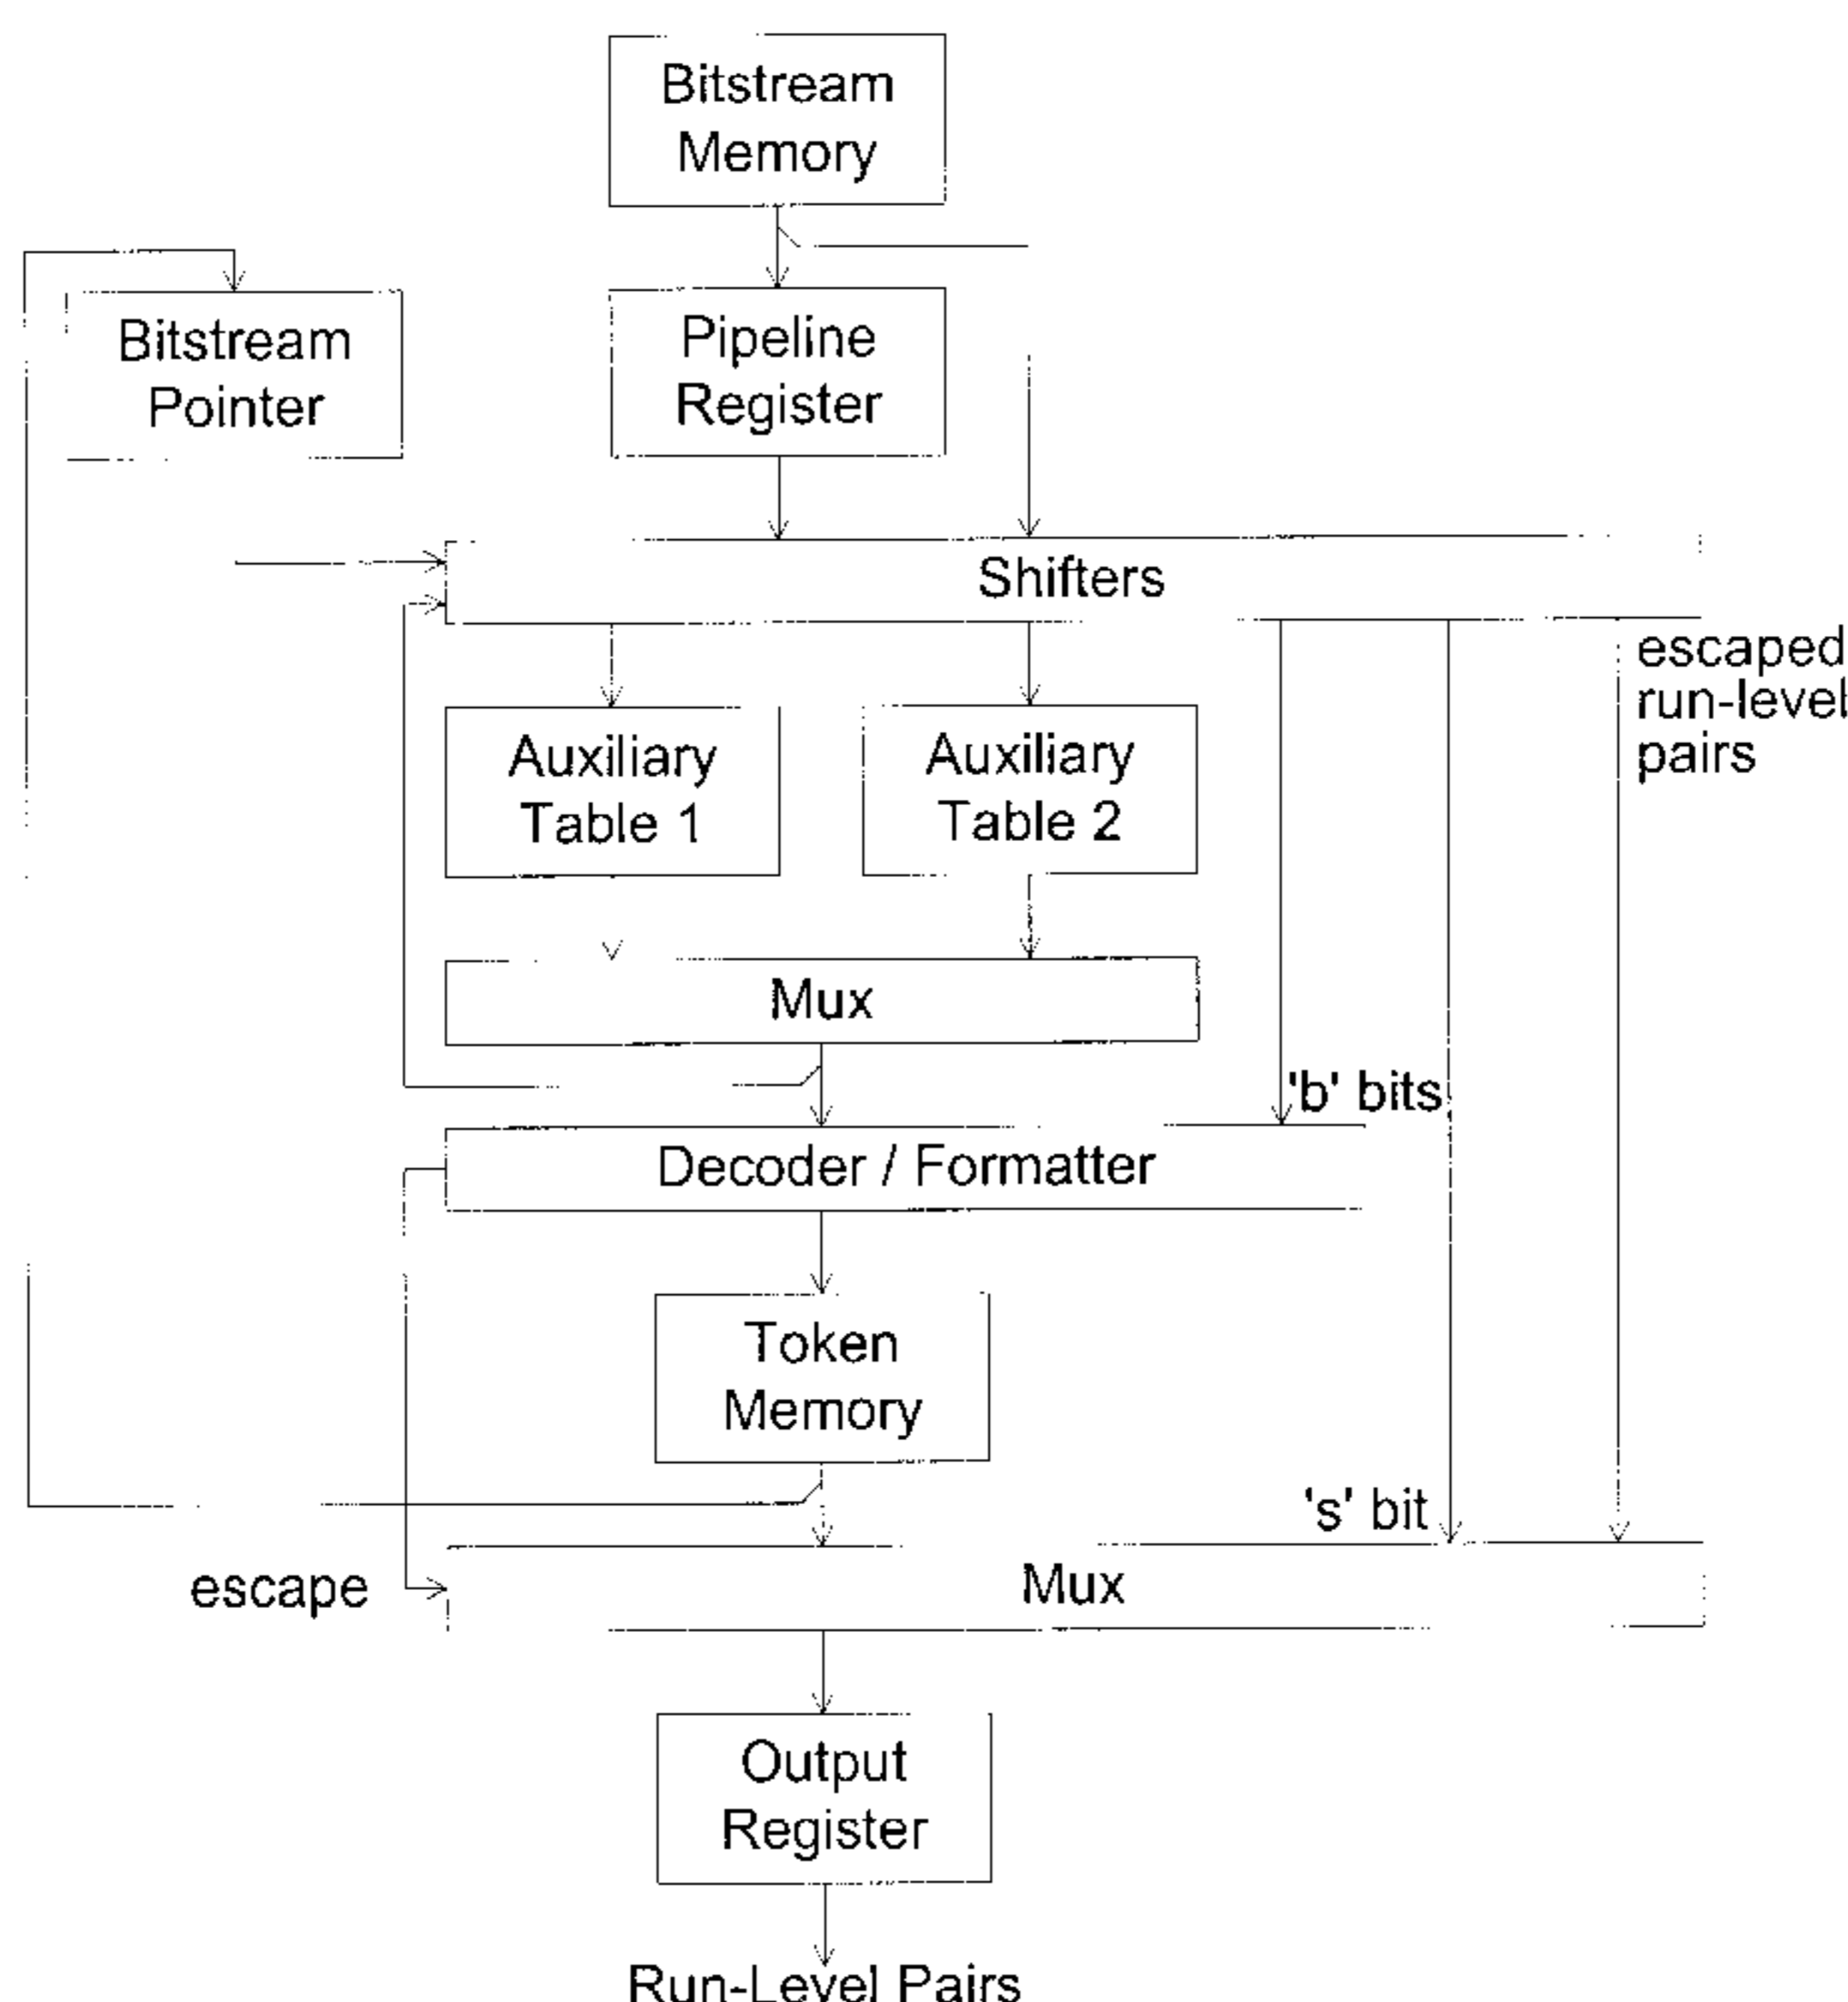 Bitstream
Memory
Bitstream
Pointer
Pipeline
Register
Shifters
escaped
run-level
pairs
Auxiliary
Table 1
Auxiliary
Table 2
Mux
'b' bits
Decoder / Formatter
Token
Memory
's' bit
escape
Mux
Output
Register
Run-Level Pairs